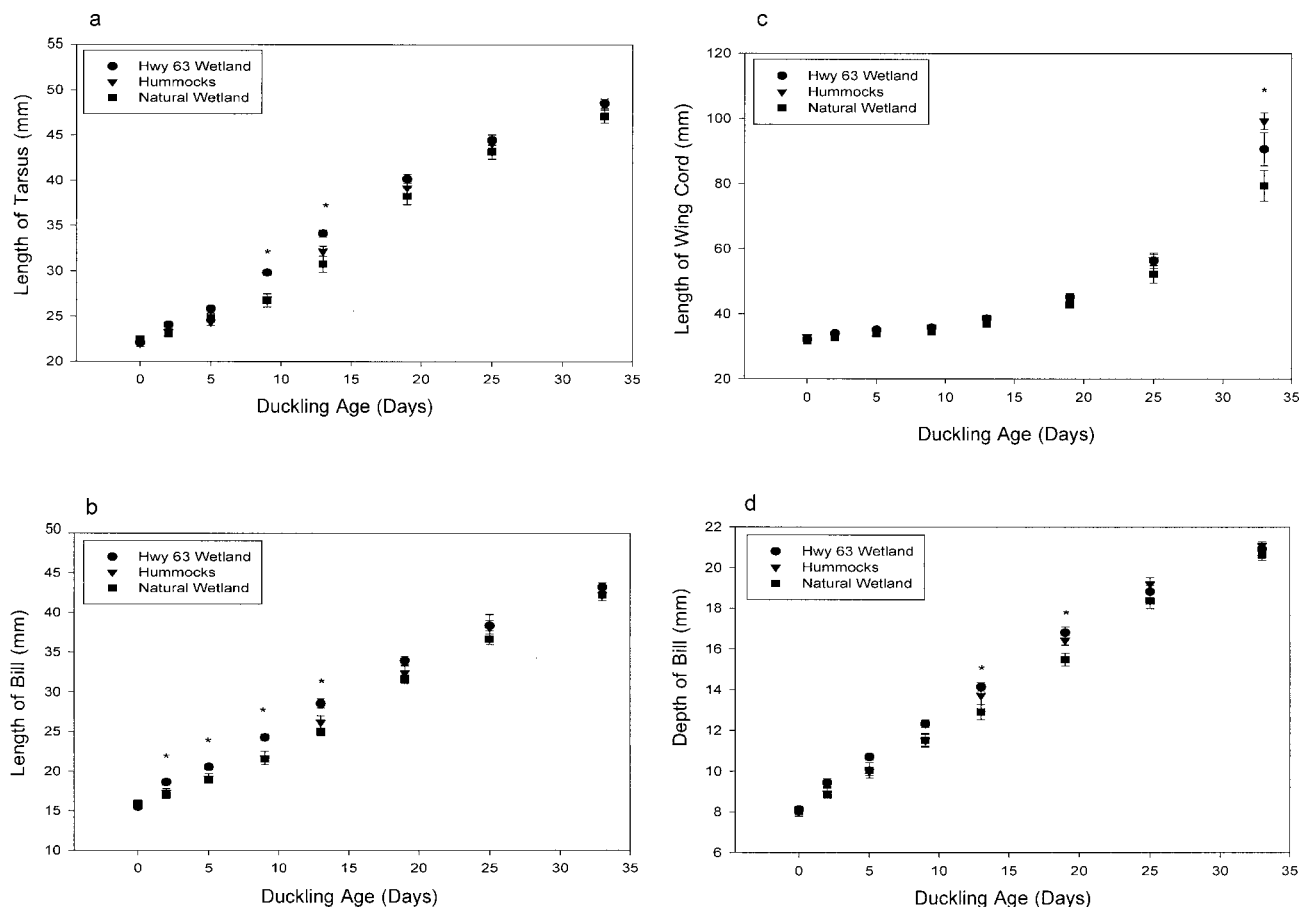 a
55
50
45
40
35
30
25
20
Length of Tarsus (mm)
Hwy 63 Wetland
Hummocks
Natural Wetland
*
*
0 5 10 15 20 25 30 35
Duckling Age (Days)
c
120
100
80
60
40
20
Length of Wing Cord (mm)
Hwy 63 Wetland
Hummocks
Natural Wetland
*
0 5 10 15 20 25 30 35
Duckling Age (Days)
b
50
45
40
35
30
25
20
15
10
Length of Bill (mm)
Hwy 63 Wetland
Hummocks
Natural Wetland
* * * *
0 5 10 15 20 25 30 35
Duckling Age (Days)
d
22
20
18
16
14
12
10
8
6
Depth of Bill (mm)
Hwy 63 Wetland
Hummocks
Natural Wetland
*
*
0 5 10 15 20 25 30 35
Duckling Age (Days)